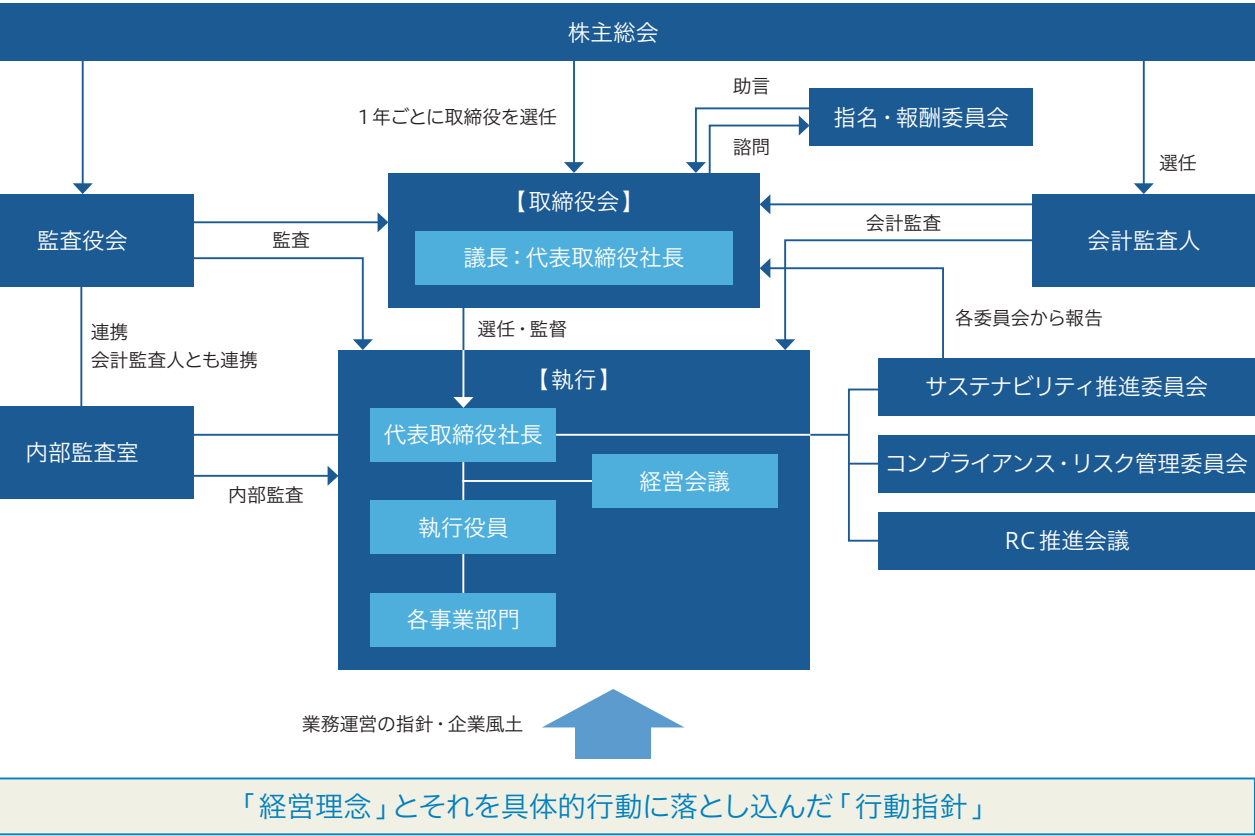 株主総会
1年ごとに取締役を選任
助言
指名・報酬委員会
諮問
選任
監査役会
監査
【取締役会】
議長：代表取締役社長
会計監査
会計監査人
連携
会計監査人とも連携
選任・監督
各委員会から報告
【執行】
サステナビリティ推進委員会
内部監査室
代表取締役社長
コンプライアンス・リスク管理委員会
経営会議
内部監査
執行役員
RC推進会議
各事業部門
業務運営の指針・企業風土
「経営理念」とそれを具体的行動に落とし込んだ「行動指針」